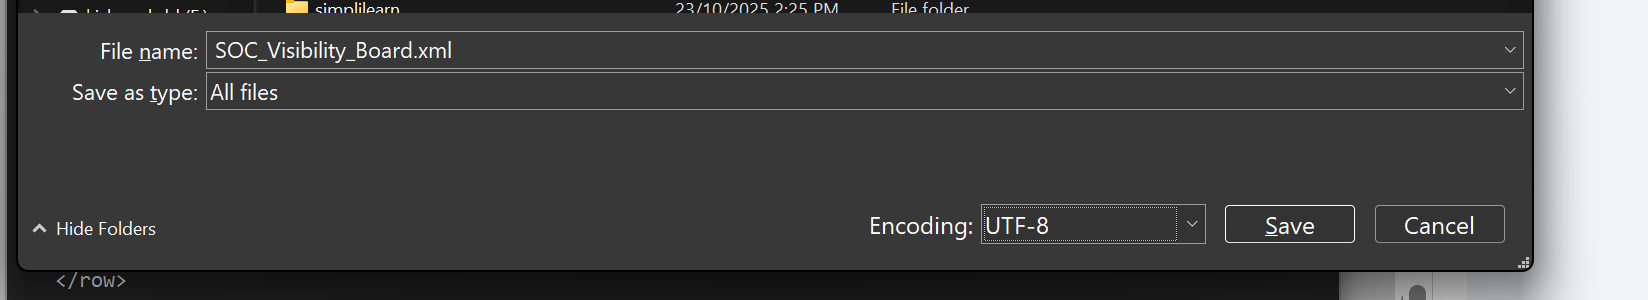 simplilearn 23/10/2025 2:25 PM File folder
File name: SOC_Visibility_Board.xml
Save as type: All files
Hide Folders Encoding: UTF-8 Save Cancel
</row>